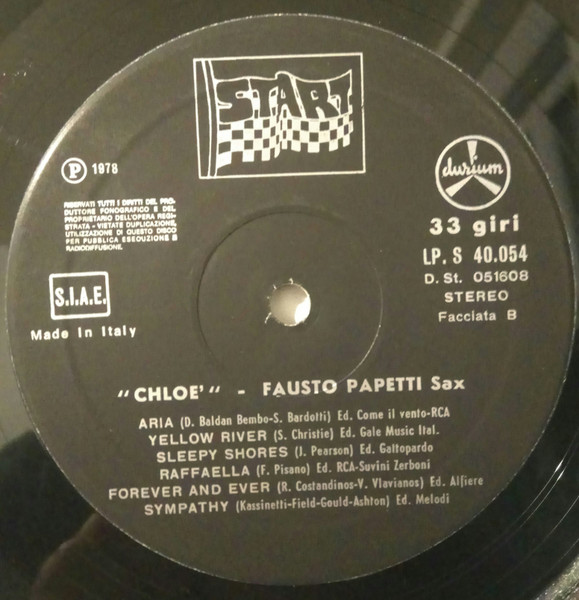 START
℗ 1978
durium
RISERVATI TUTTI I DIRITTI DEL PRO-
DUTTORE FONOGRAFICO E DEL
PROPRIETARIO DELL'OPERA REGI-
STRATA - VIETATE DUPLICAZIONE,
UTILIZZAZIONE DI QUESTO DISCO
PER PUBBLICA ESECUZIONE E
RADIODIFFUSIONE.
33 giri
LP. S 40.054
D. St. 051608
STEREO
Facciata B
S.I.A.E.
Made in Italy
"CHLOE'" - FAUSTO PAPETTI Sax
ARIA (D. Baldan Bembo-S. Bardotti) Ed. Come il vento-RCA
YELLOW RIVER (S. Christie) Ed. Gale Music Ital.
SLEEPY SHORES (J. Pearson) Ed. Gattopardo
RAFFAELLA (F. Pisano) Ed. RCA-Suvini Zerboni
FOREVER AND EVER (R. Costandinos-V. Vlavianos) Ed. Alfiere
SYMPATHY (Kassinetti-Field-Gould-Ashton) Ed. Melodi